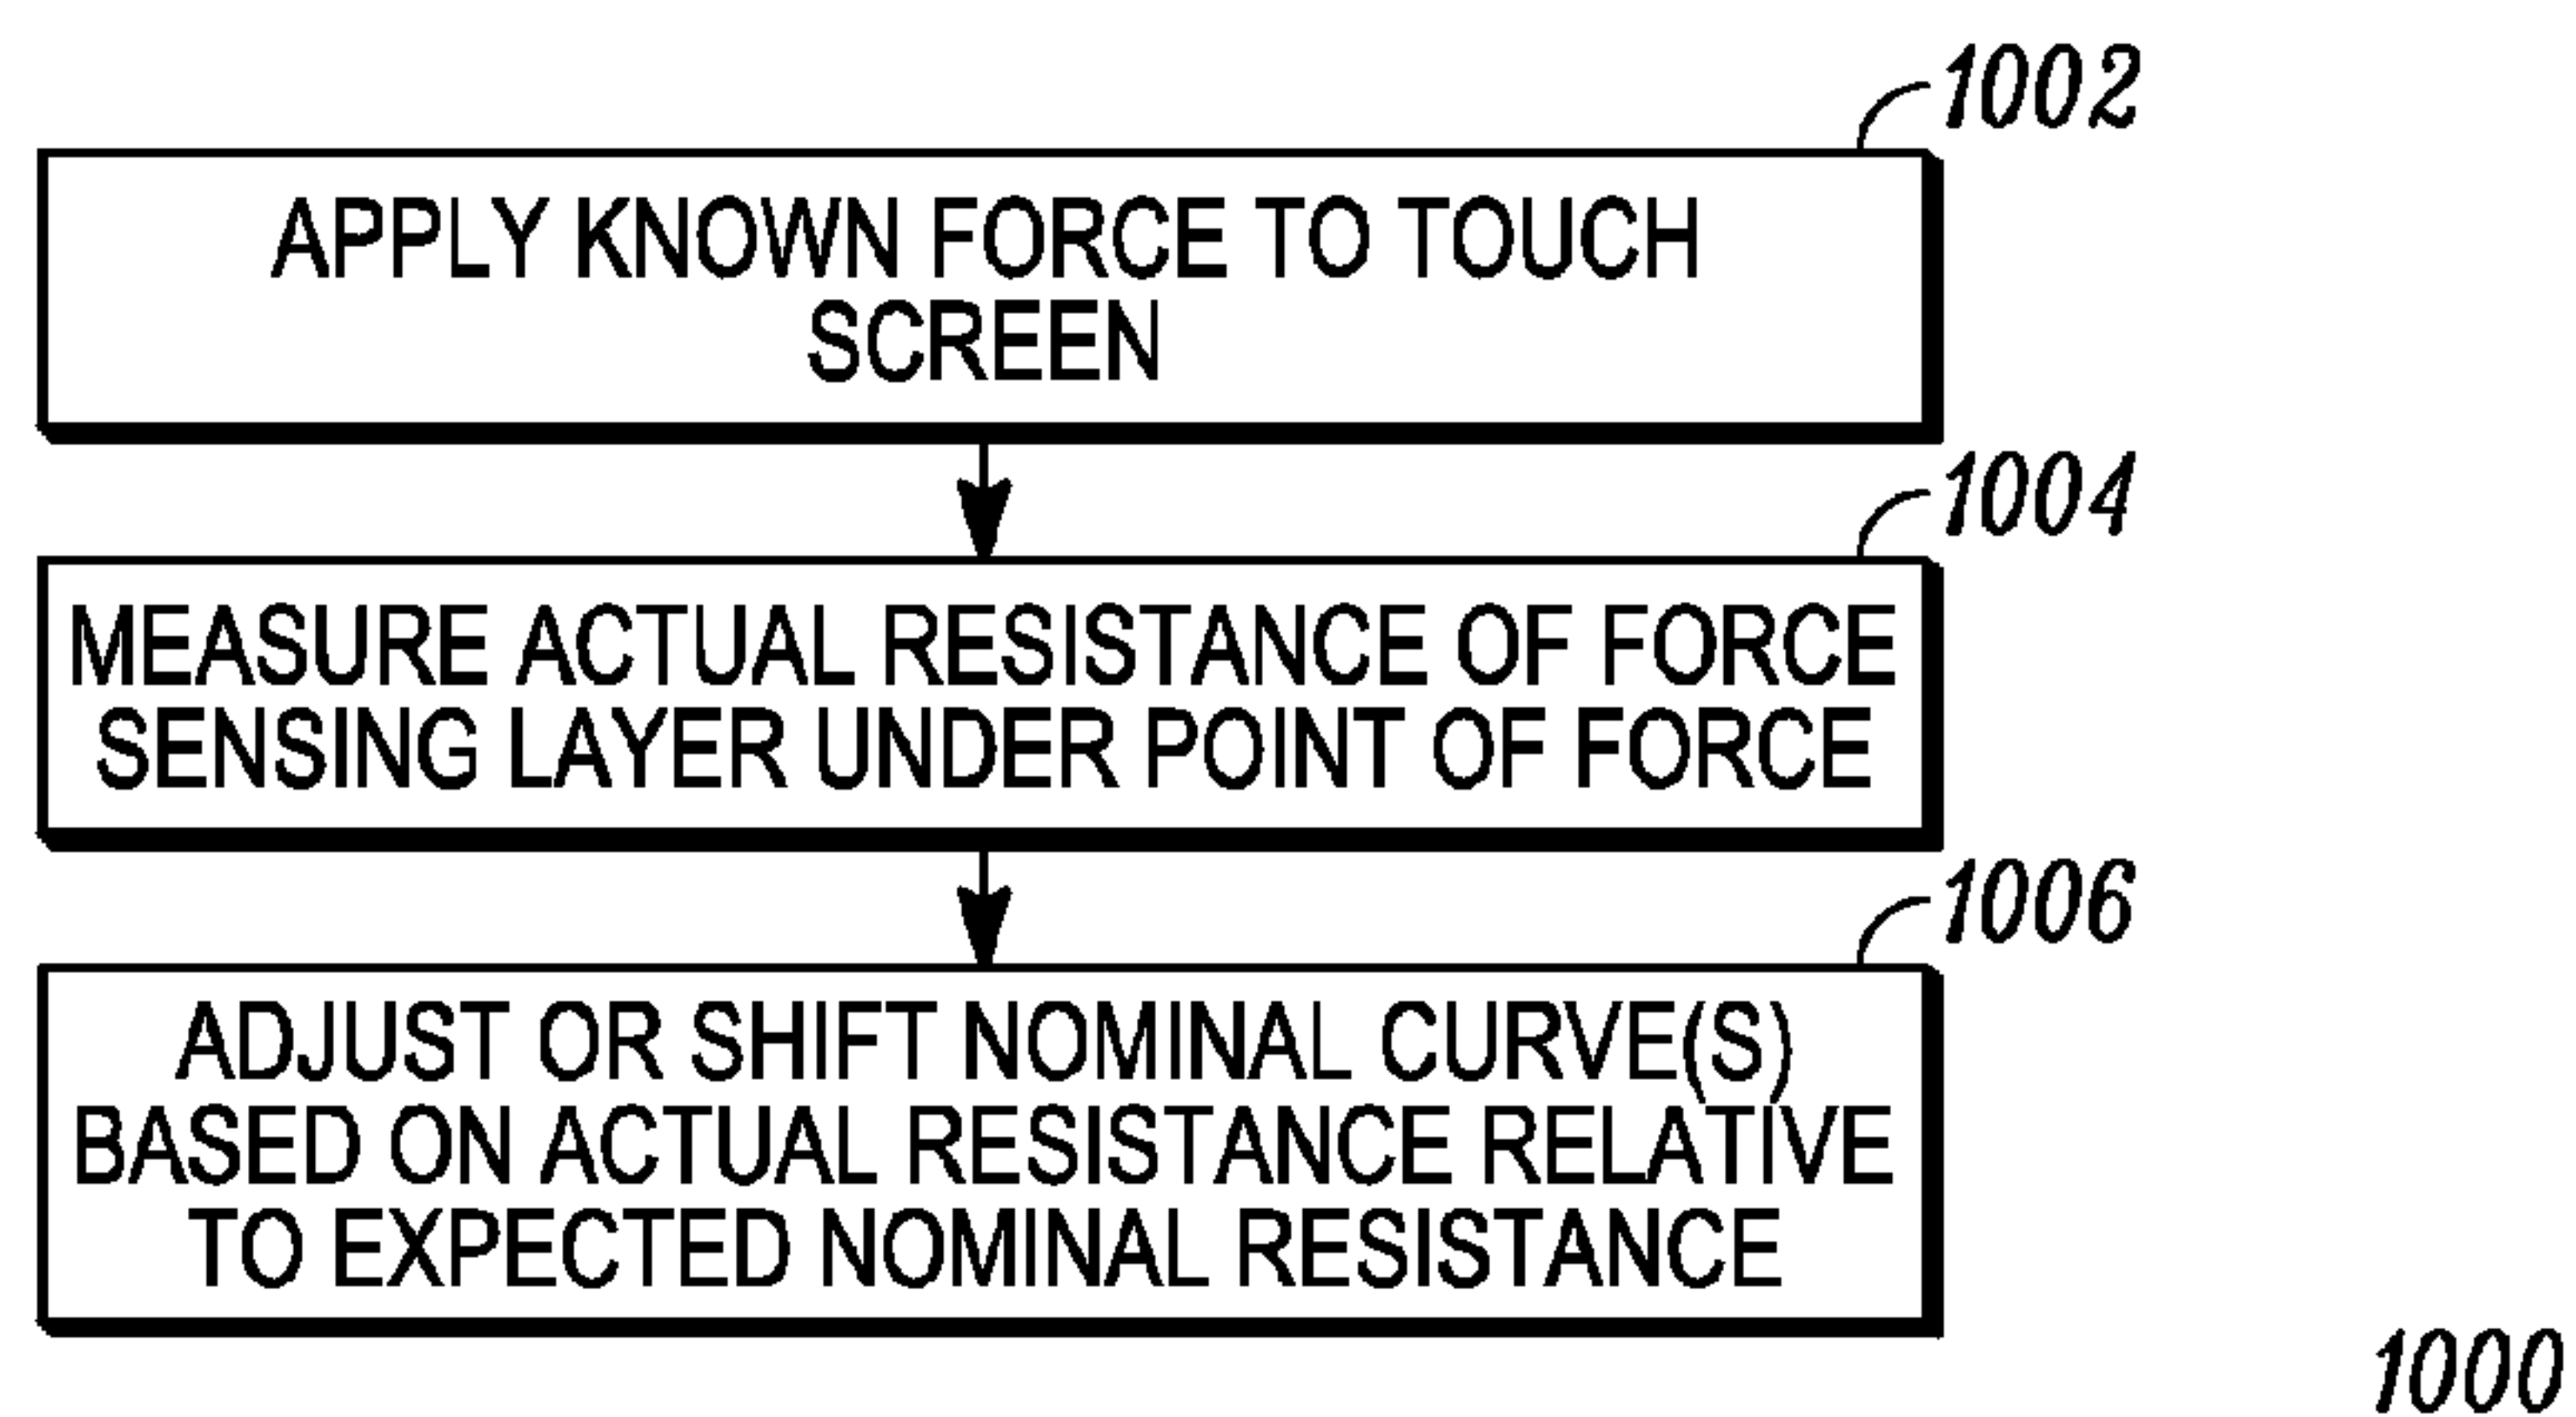 1002
APPLY KNOWN FORCE TO TOUCH
SCREEN
1004
MEASURE ACTUAL RESISTANCE OF FORCE
SENSING LAYER UNDER POINT OF FORCE
1006
ADJUST OR SHIFT NOMINAL CURVE(S)
BASED ON ACTUAL RESISTANCE RELATIVE
TO EXPECTED NOMINAL RESISTANCE
1000